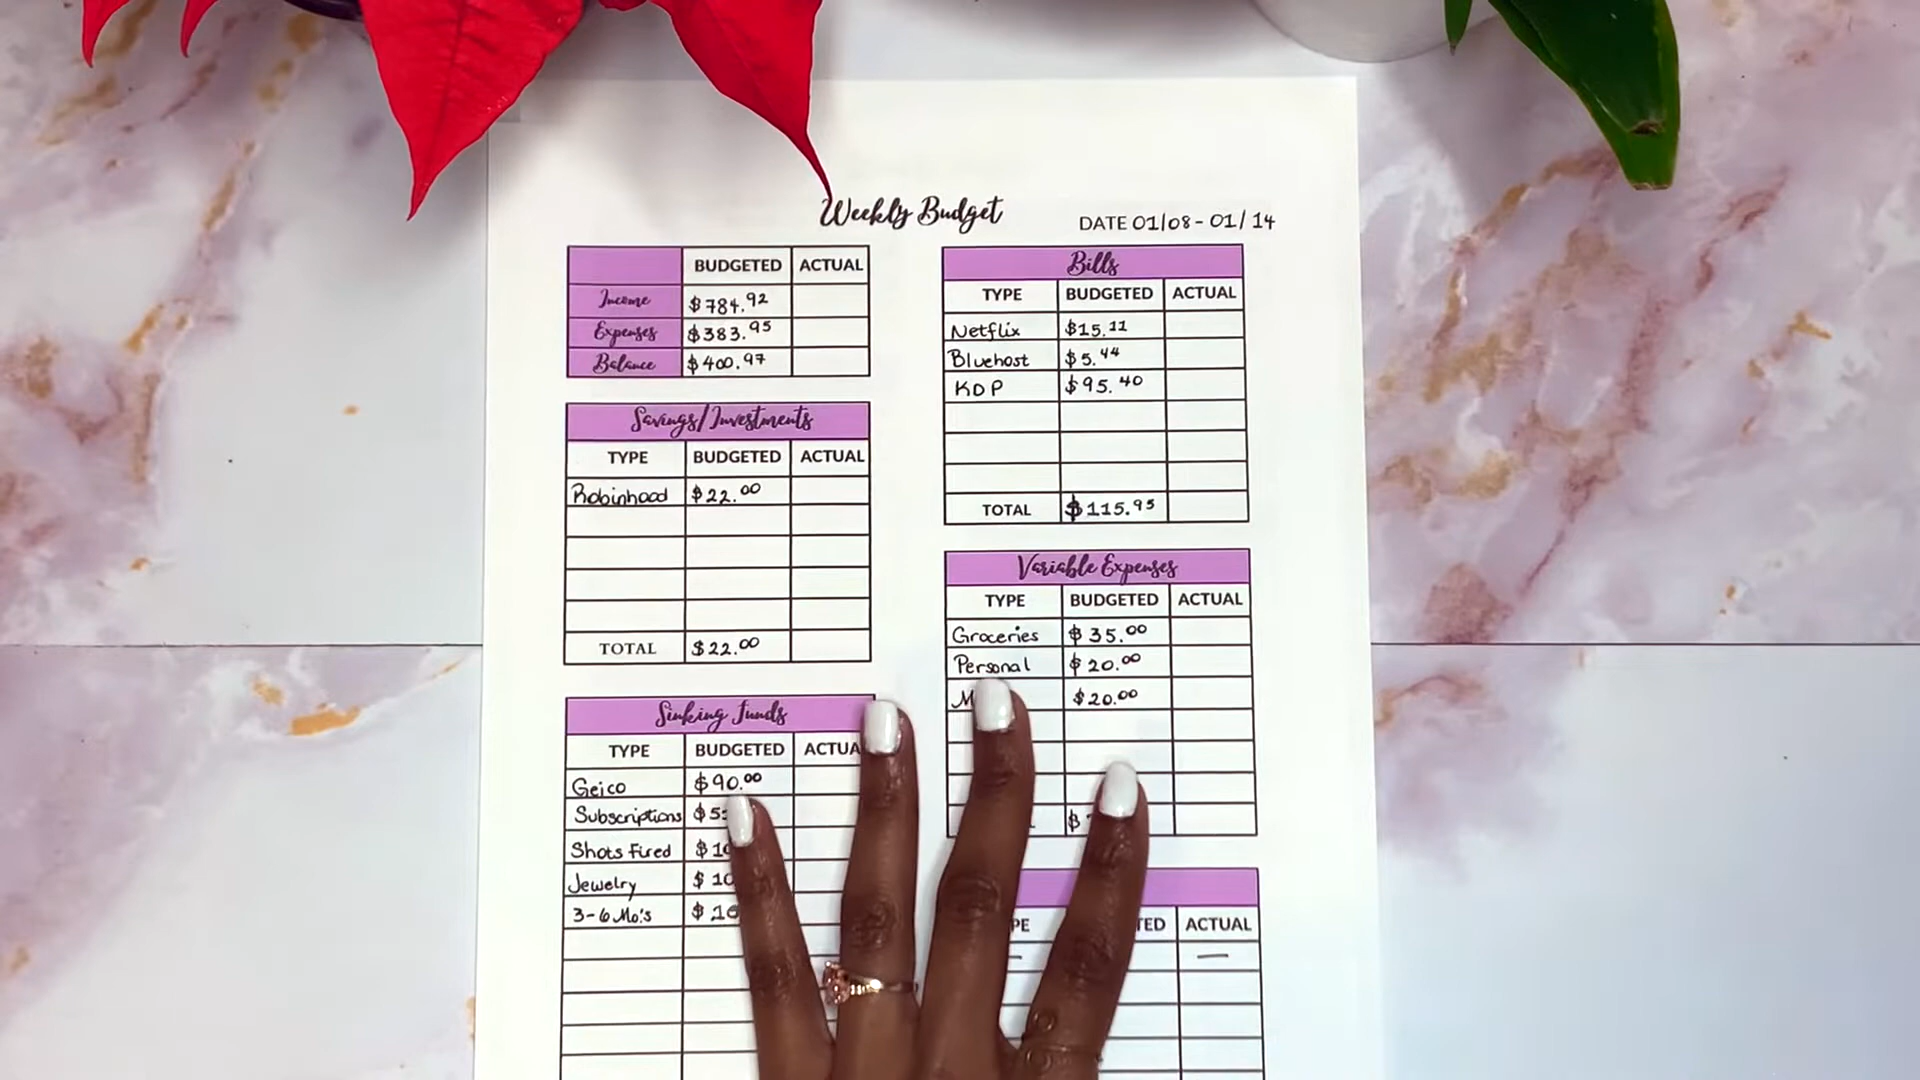 Weekly Budget
DATE 01/08 - 01/14
BUDGETED ACTUAL
Income $784.92
Expenses $383.95
Balance $400.97
Savings/Investments
TYPE BUDGETED ACTUAL
Robinhood $22.00
TOTAL $22.00
Sinking Funds
TYPE BUDGETED
Geico $90.00
Subscriptions
Shots Fired
Jewelry
3-6 Mo.'s
Bills
TYPE BUDGETED ACTUAL
Netflix $15.11
Bluehost $5.44
KDP $95.40
TOTAL $115.95
Variable Expenses
TYPE BUDGETED ACTUAL
Groceries $35.00
Personal $20.00
$20.00
ACTUAL
—